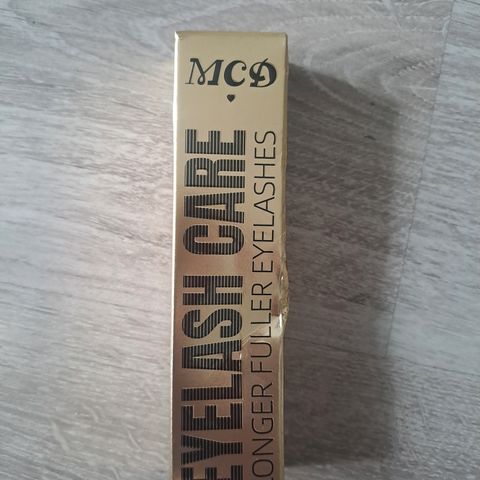 MCD
EYELASH CARE
LONGER FULLER EYELASHES